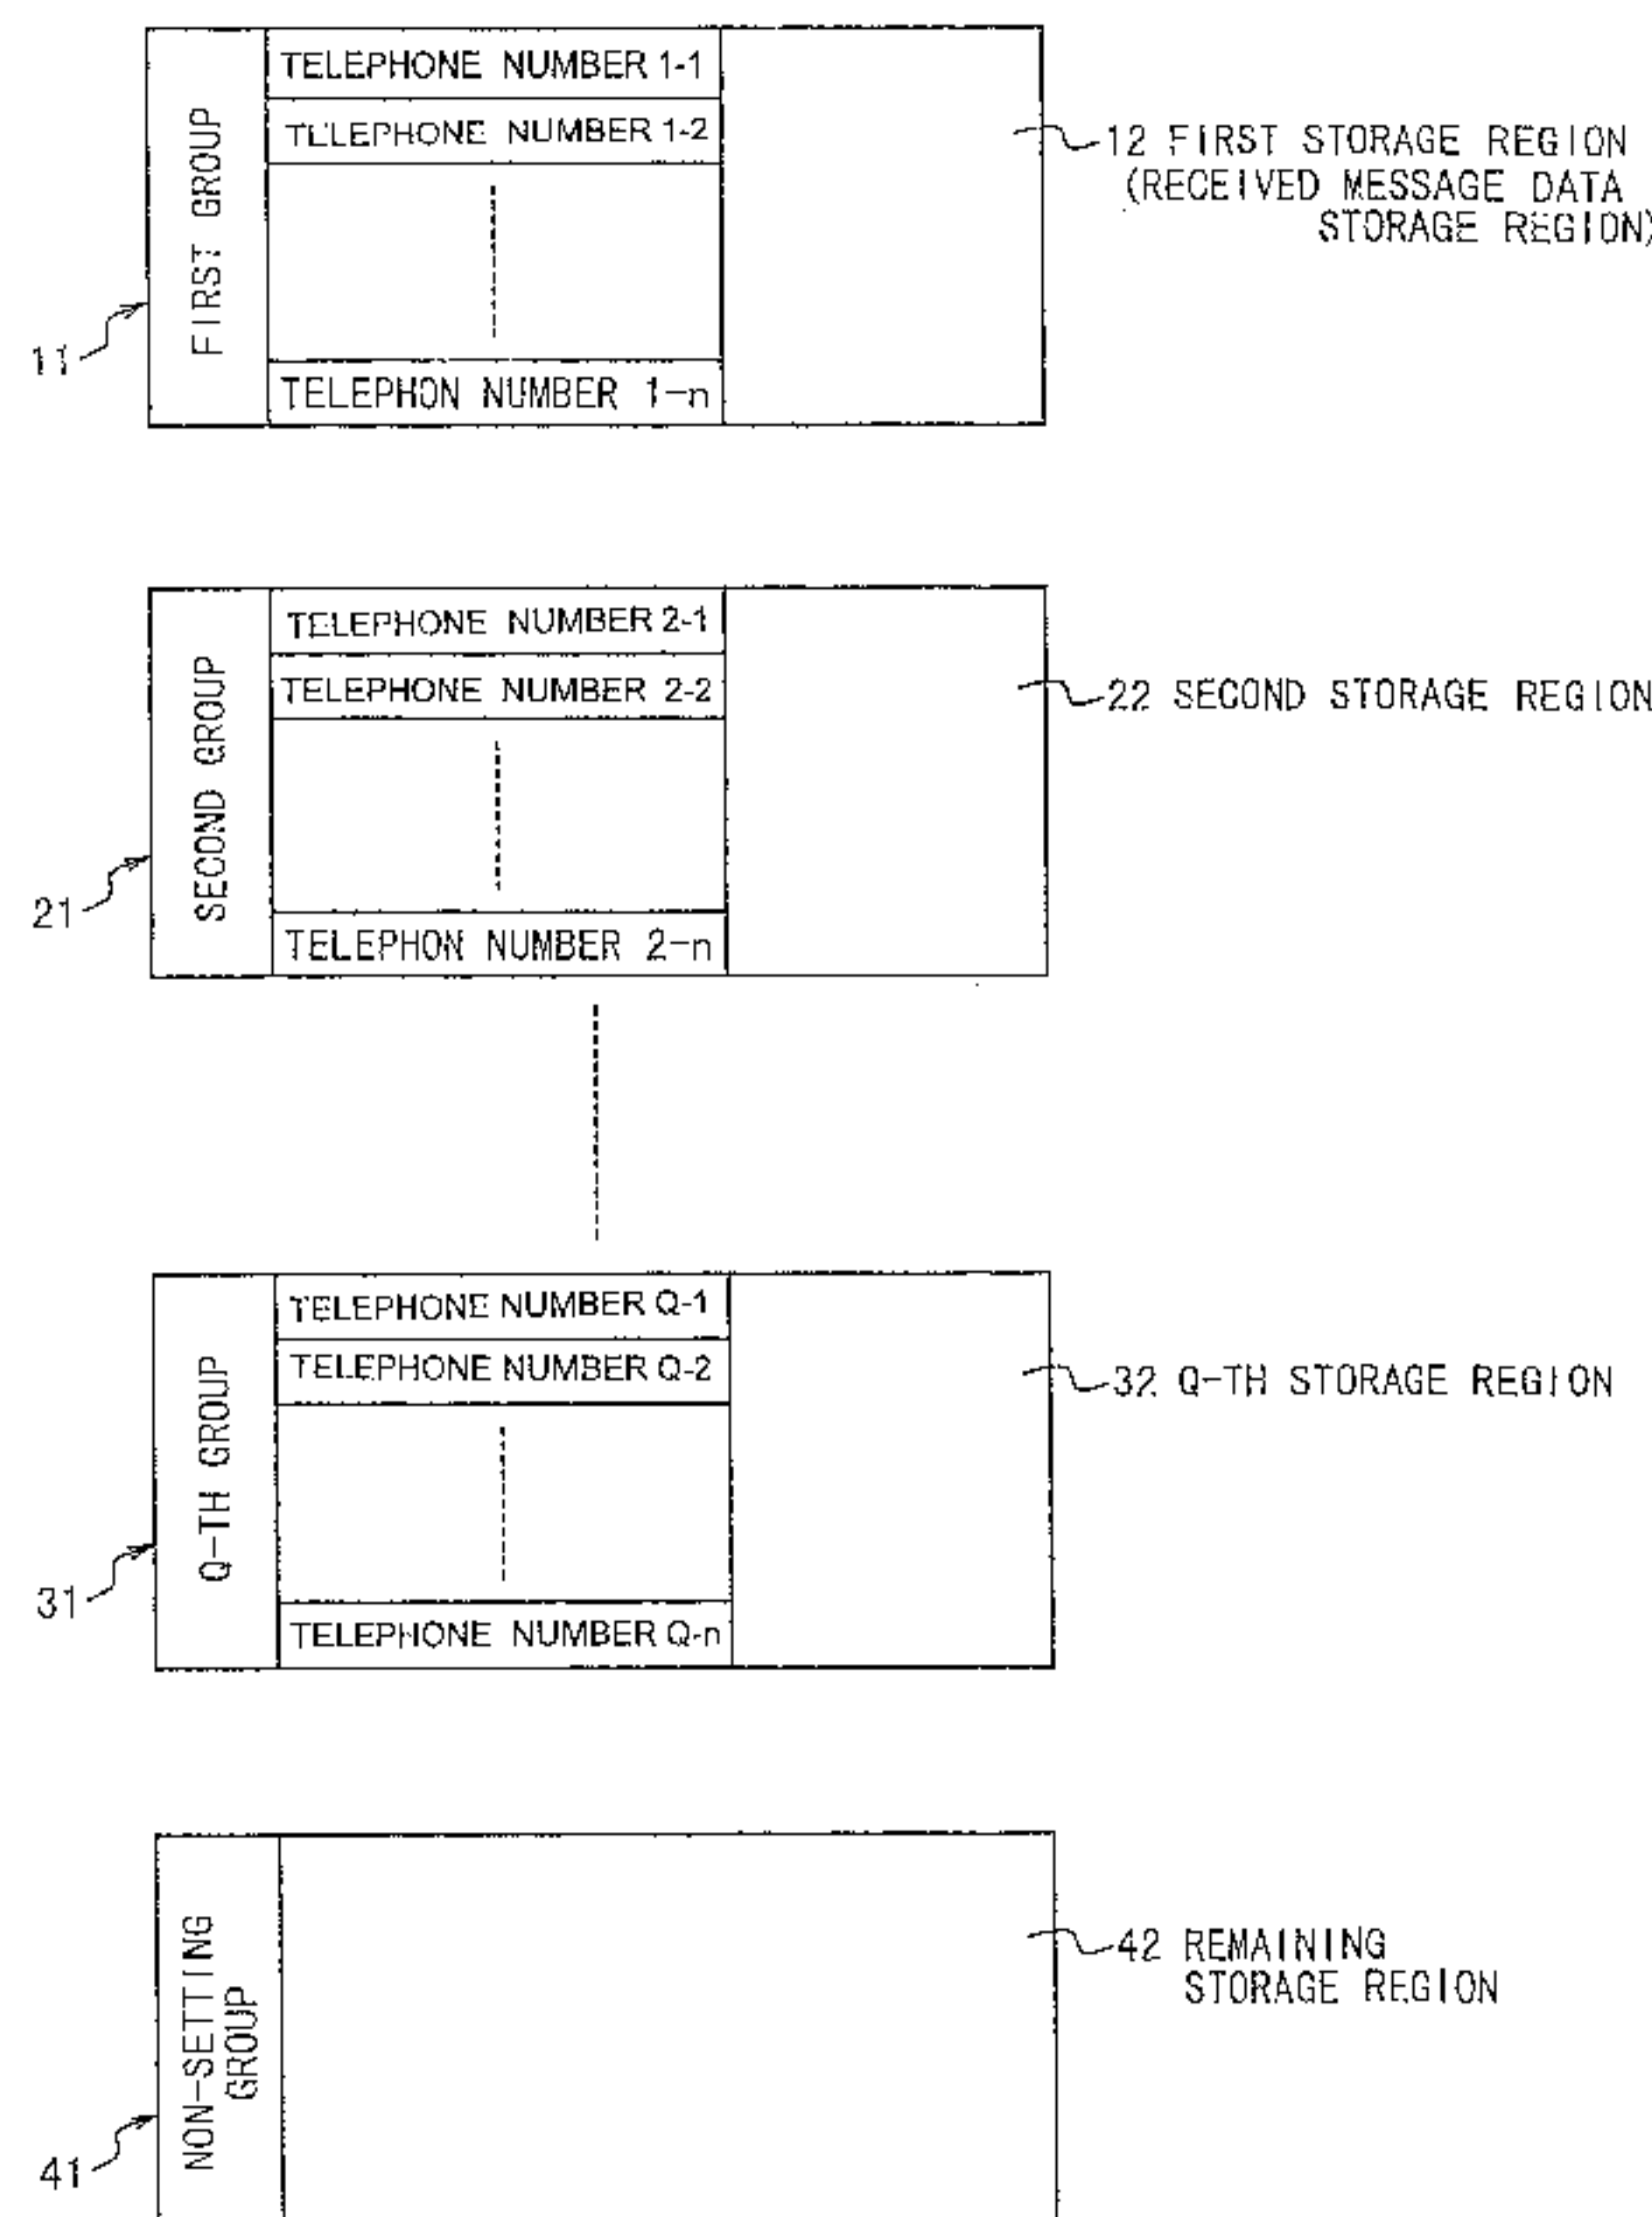 FIRST GROUP
TELEPHONE NUMBER 1-1
TELEPHONE NUMBER 1-2
TELEPHON NUMBER 1-n
11
12 FIRST STORAGE REGION
(RECEIVED MESSAGE DATA
STORAGE REGION)
SECOND GROUP
TELEPHONE NUMBER 2-1
TELEPHONE NUMBER 2-2
TELEPHON NUMBER 2-n
21
22 SECOND STORAGE REGION
Q-TH GROUP
TELEPHONE NUMBER Q-1
TELEPHONE NUMBER Q-2
TELEPHONE NUMBER Q-n
31
32 Q-TH STORAGE REGION
NON-SETTING
GROUP
41
42 REMAINING
STORAGE REGION